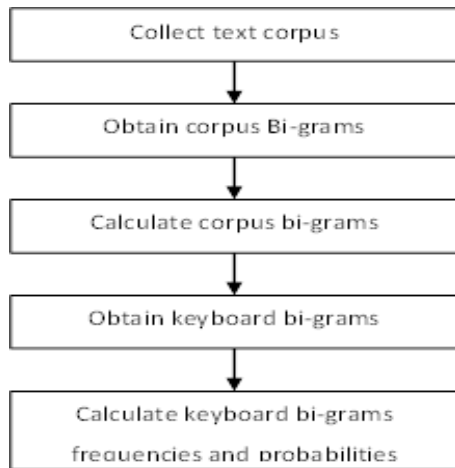 Collect text corpus
Obtain corpus Bi-grams
Calculate corpus bi-grams
Obtain keyboard bi-grams
Calculate keyboard bi-grams
frequencies and probabilities